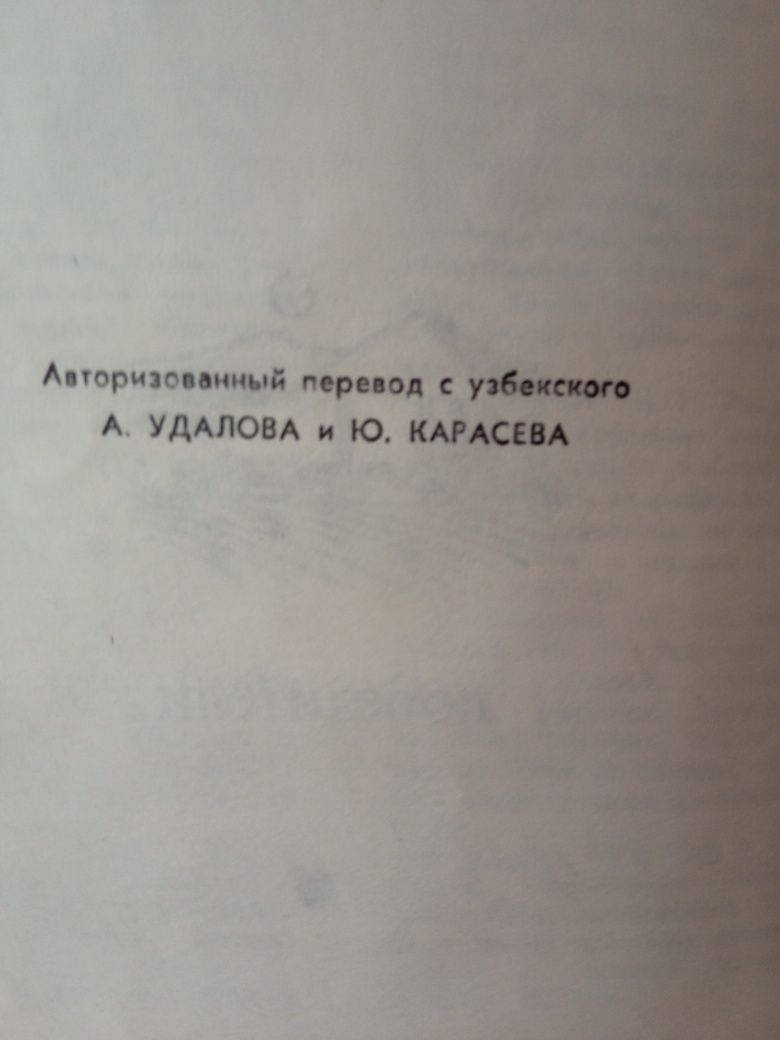 Авторизованный перевод с узбекского
А. УДАЛОВА и Ю. КАРАСЕВА